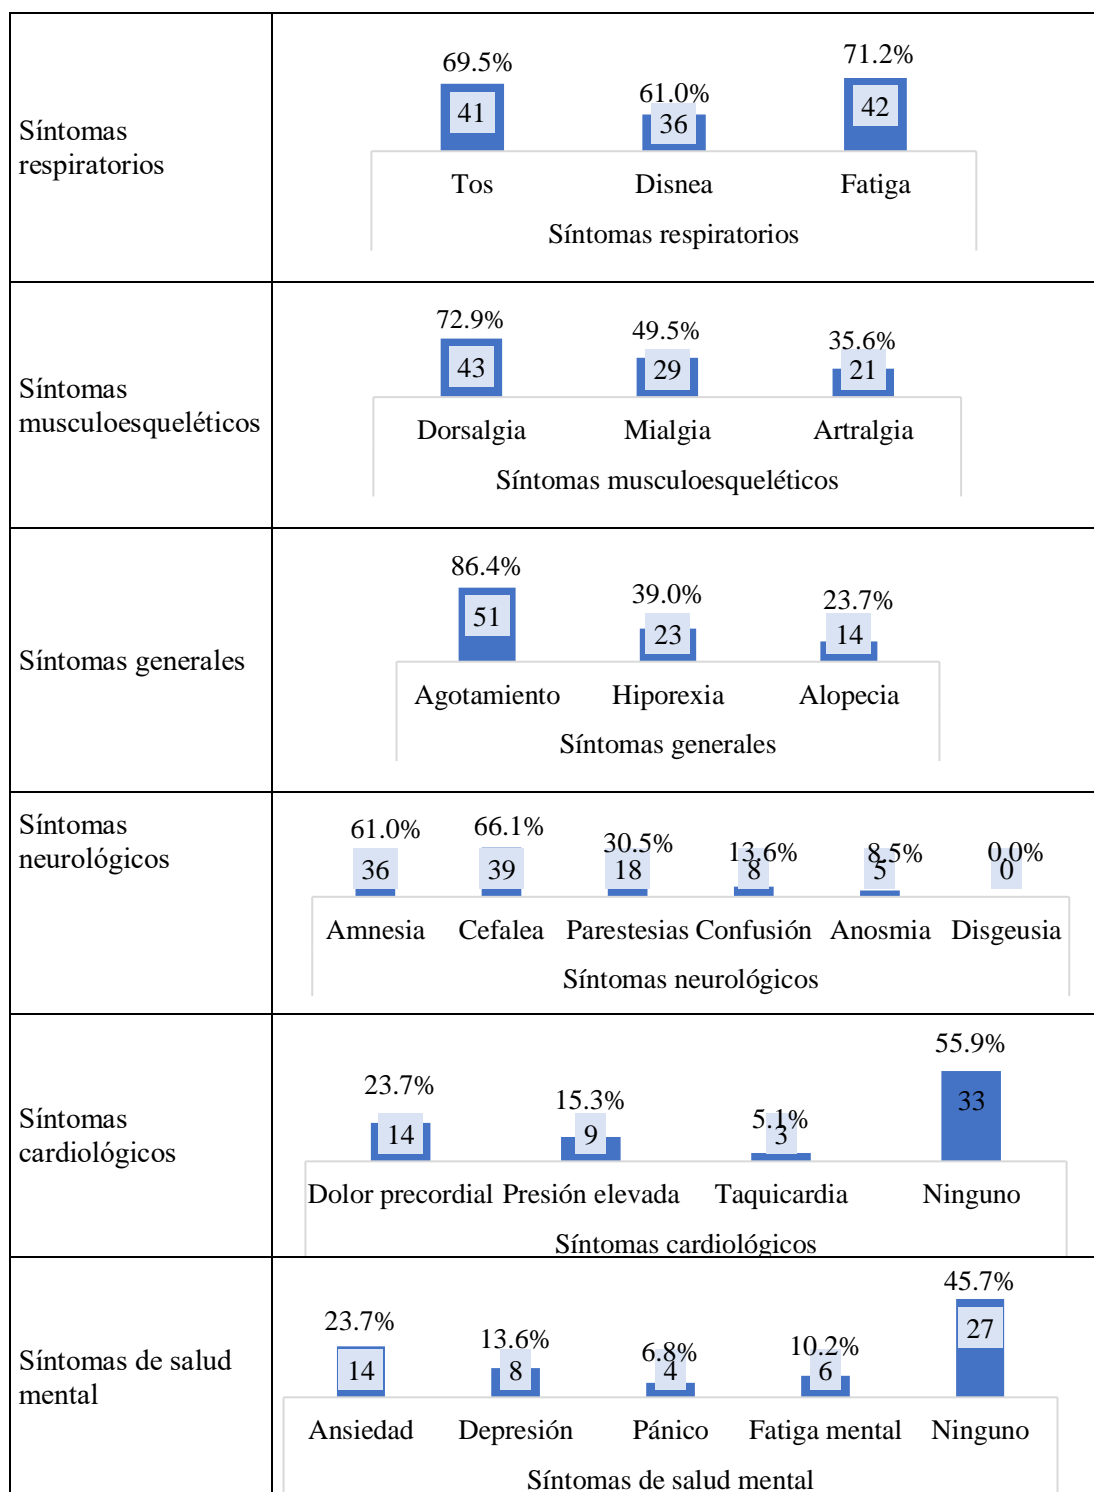 Síntomas
respiratorios
69.5% 61.0% 71.2%
41 36 42
Tos Disnea Fatiga
Síntomas respiratorios
Síntomas
musculoesqueléticos
72.9% 49.5% 35.6%
43 29 21
Dorsalgia Mialgia Artralgia
Síntomas musculoesqueléticos
Síntomas generales
86.4% 39.0% 23.7%
51 23 14
Agotamiento Hiporexia Alopecia
Síntomas generales
Síntomas
neurológicos
61.0% 66.1% 30.5% 13.6% 8.5% 0.0%
36 39 18 8 5 0
Amnesia Cefalea Parestesias Confusión Anosmia Disgeusia
Síntomas neurológicos
Síntomas
cardiológicos
23.7% 15.3% 5.1% 55.9%
14 9 3 33
Dolor precordial Presión elevada Taquicardia Ninguno
Síntomas cardiológicos
Síntomas de salud
mental
23.7% 13.6% 6.8% 10.2% 45.7%
14 8 4 6 27
Ansiedad Depresión Pánico Fatiga mental Ninguno
Síntomas de salud mental